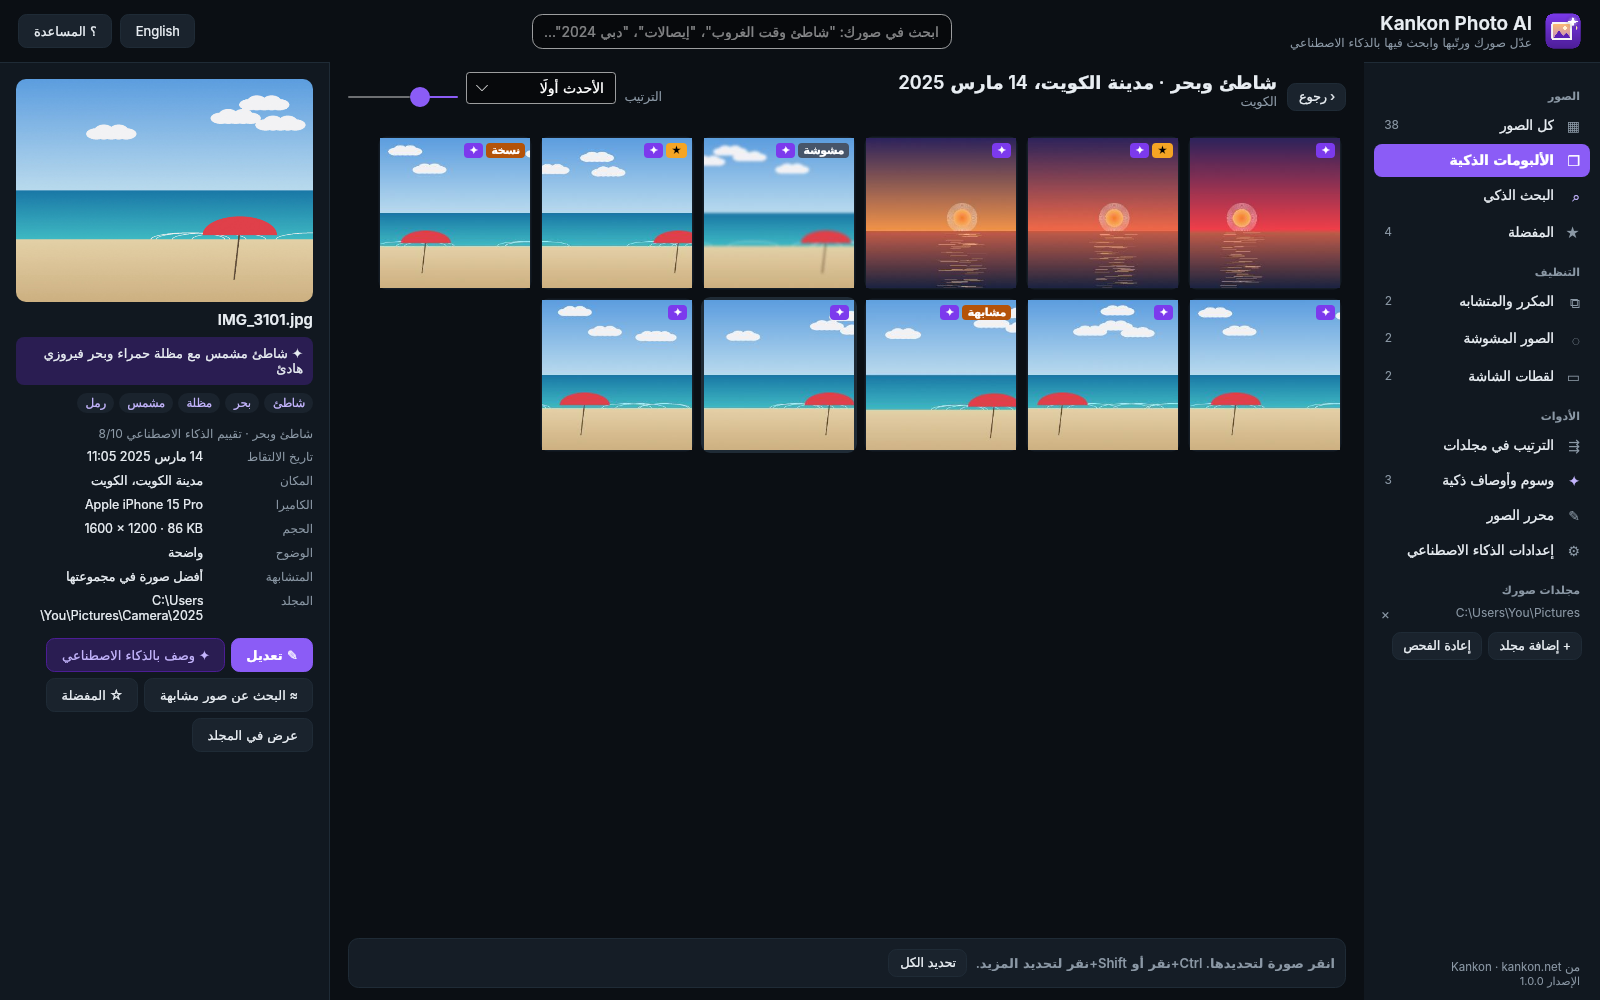 Kankon Photo AI
عدّل صورك ورتّبها وابحث فيها بالذكاء الاصطناعي
ابحث في صورك: "شاطئ وقت الغروب"، "إيصالات"، "دبي 2024"...
English
؟ المساعدة
الصور
كل الصور 38
الألبومات الذكية
البحث الذكي
المفضلة 4
التنظيف
المكرر والمتشابه 2
الصور المشوشة 2
لقطات الشاشة 2
الأدوات
الترتيب في مجلدات
وسوم وأوصاف ذكية 3
محرر الصور
إعدادات الذكاء الاصطناعي
مجلدات صورك
C:\Users\You\Pictures ×
+ إضافة مجلد
إعادة الفحص
من Kankon · kankon.net
الإصدار 1.0.0
‹ رجوع
شاطئ وبحر · مدينة الكويت، 14 مارس 2025
الكويت
الترتيب
الأحدث أولًا
مشوشة
نسخة
مشابهة
انقر صورة لتحديدها. Ctrl+نقر أو Shift+نقر لتحديد المزيد.
تحديد الكل
IMG_3101.jpg
✦ شاطئ مشمس مع مظلة حمراء وبحر فيروزي
هادئ
شاطئ
بحر
مظلة
مشمس
رمل
شاطئ وبحر · تقييم الذكاء الاصطناعي 8/10
تاريخ الالتقاط 14 مارس 2025 11:05
المكان مدينة الكويت، الكويت
الكاميرا Apple iPhone 15 Pro
الحجم 1600 × 1200 · 86 KB
الوضوح واضحة
المتشابهة أفضل صورة في مجموعتها
المجلد C:\Users
\You\Pictures\Camera\2025
✎ تعديل
✦ وصف بالذكاء الاصطناعي
≈ البحث عن صور مشابهة
☆ المفضلة
عرض في المجلد